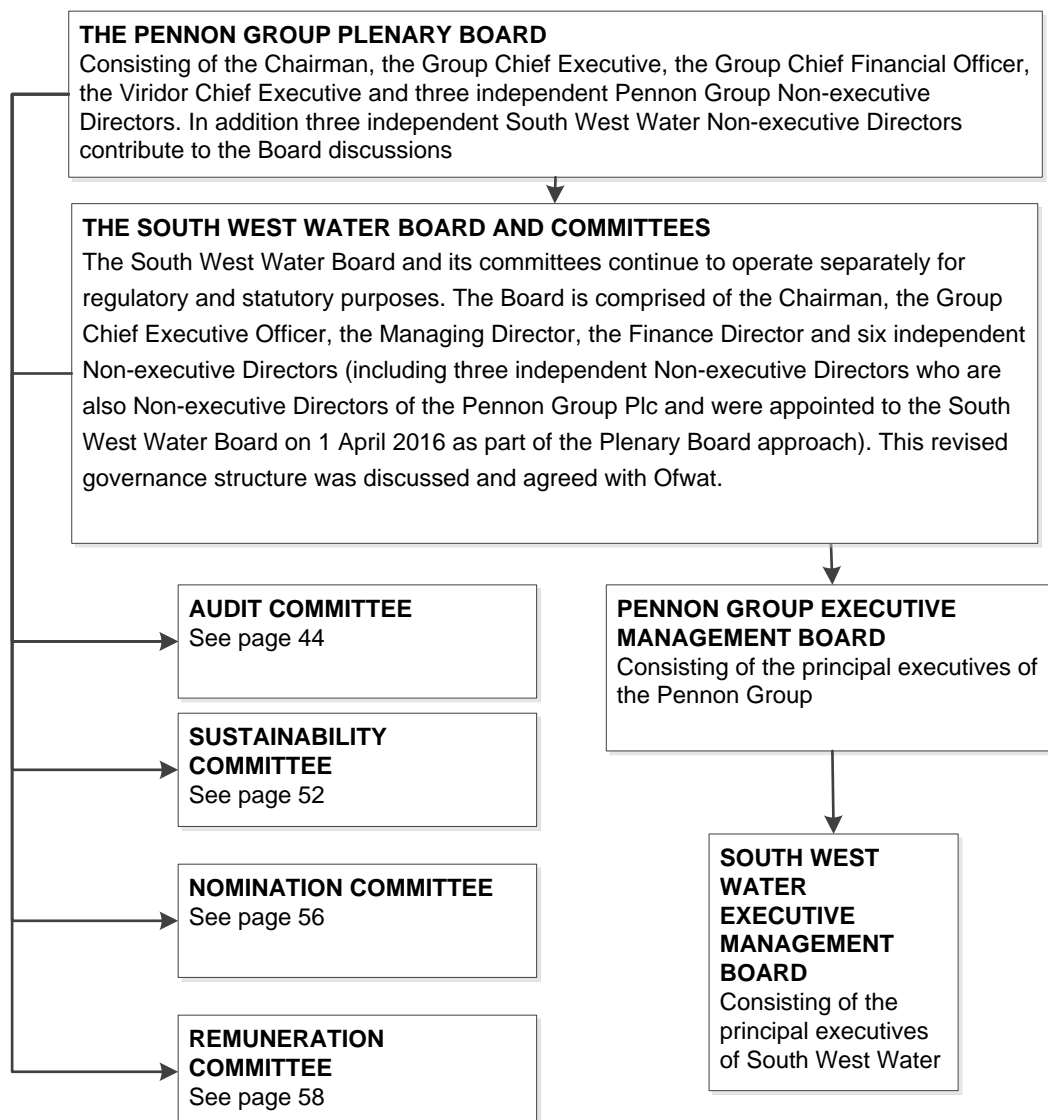 THE PENNON GROUP PLENARY BOARD
Consisting of the Chairman, the Group Chief Executive, the Group Chief Financial Officer,
the Viridor Chief Executive and three independent Pennon Group Non-executive
Directors. In addition three independent South West Water Non-executive Directors
contribute to the Board discussions
THE SOUTH WEST WATER BOARD AND COMMITTEES
The South West Water Board and its committees continue to operate separately for
regulatory and statutory purposes. The Board is comprised of the Chairman, the Group
Chief Executive Officer, the Managing Director, the Finance Director and six independent
Non-executive Directors (including three independent Non-executive Directors who are
also Non-executive Directors of the Pennon Group Plc and were appointed to the South
West Water Board on 1 April 2016 as part of the Plenary Board approach). This revised
governance structure was discussed and agreed with Ofwat.
AUDIT COMMITTEE
See page 44
SUSTAINABILITY
COMMITTEE
See page 52
NOMINATION COMMITTEE
See page 56
REMUNERATION
COMMITTEE
See page 58
PENNON GROUP EXECUTIVE
MANAGEMENT BOARD
Consisting of the principal executives of
the Pennon Group
SOUTH WEST
WATER
EXECUTIVE
MANAGEMENT
BOARD
Consisting of the
principal executives
of South West Water